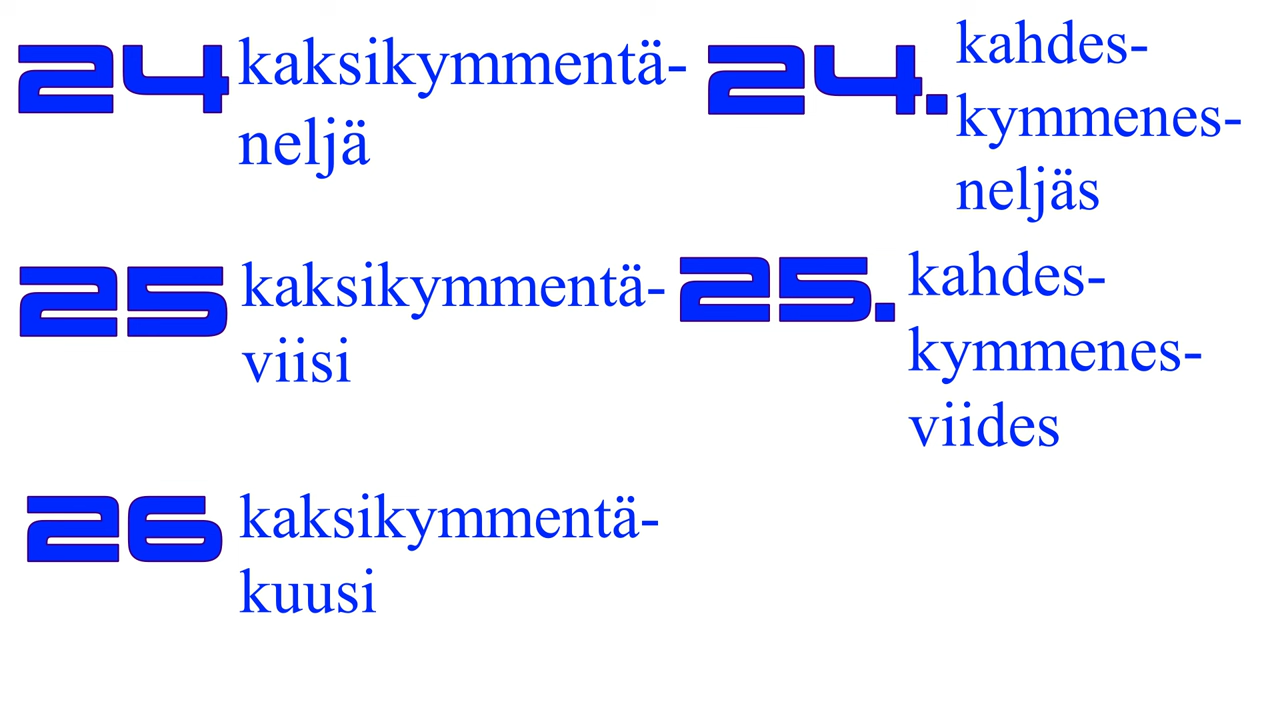 24 kaksikymmentä-
neljä
24. kahdes-
kymmenes-
neljäs
25 kaksikymmentä-
viisi
25. kahdes-
kymmenes-
viides
26 kaksikymmentä-
kuusi